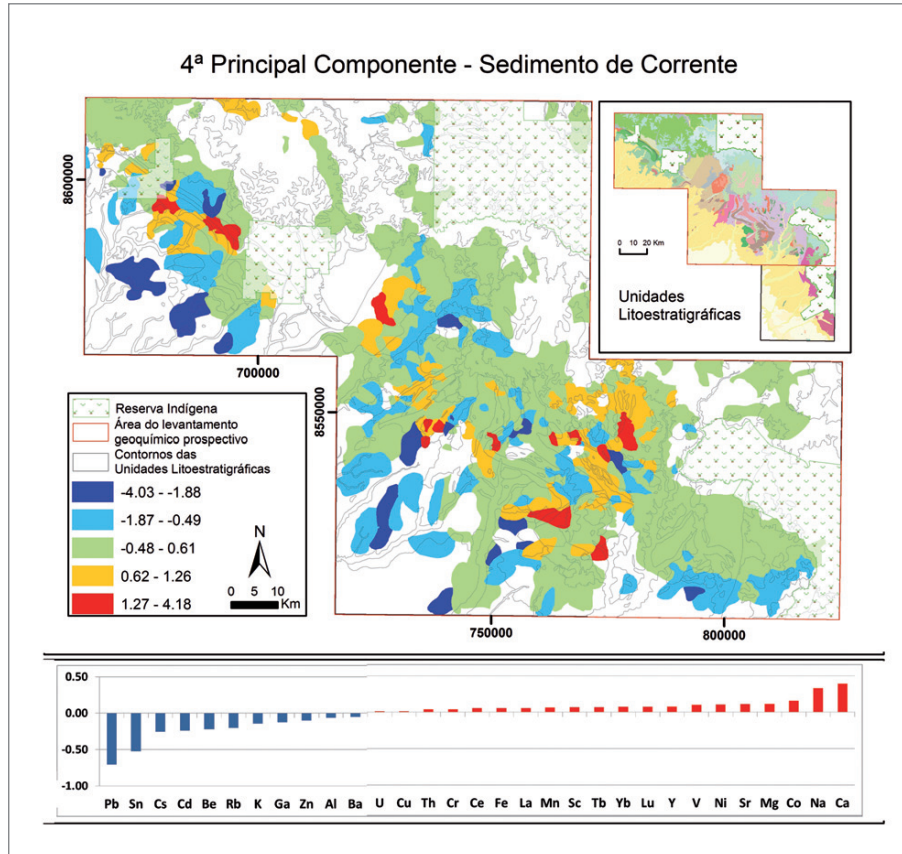 4ª Principal Componente - Sedimento de Corrente
8600000
700000
0 10 20 Km
Unidades
Litoestratigráficas
Reserva Indígena
Área do levantamento
geoquímico prospectivo
Contornos das
Unidades Litoestratigráficas
-4.03 - -1.88
-1.87 - -0.49
-0.48 - 0.61
0.62 - 1.26
1.27 - 4.18
N
0 5 10
Km
8550000
750000
800000
0.50
0.00
-0.50
-1.00
Pb Sn Cs Cd Be Rb K Ga Zn Al Ba U Cu Th Cr Ce Fe La Mn Sc Tb Yb Lu Y V Ni Sr Mg Co Na Ca